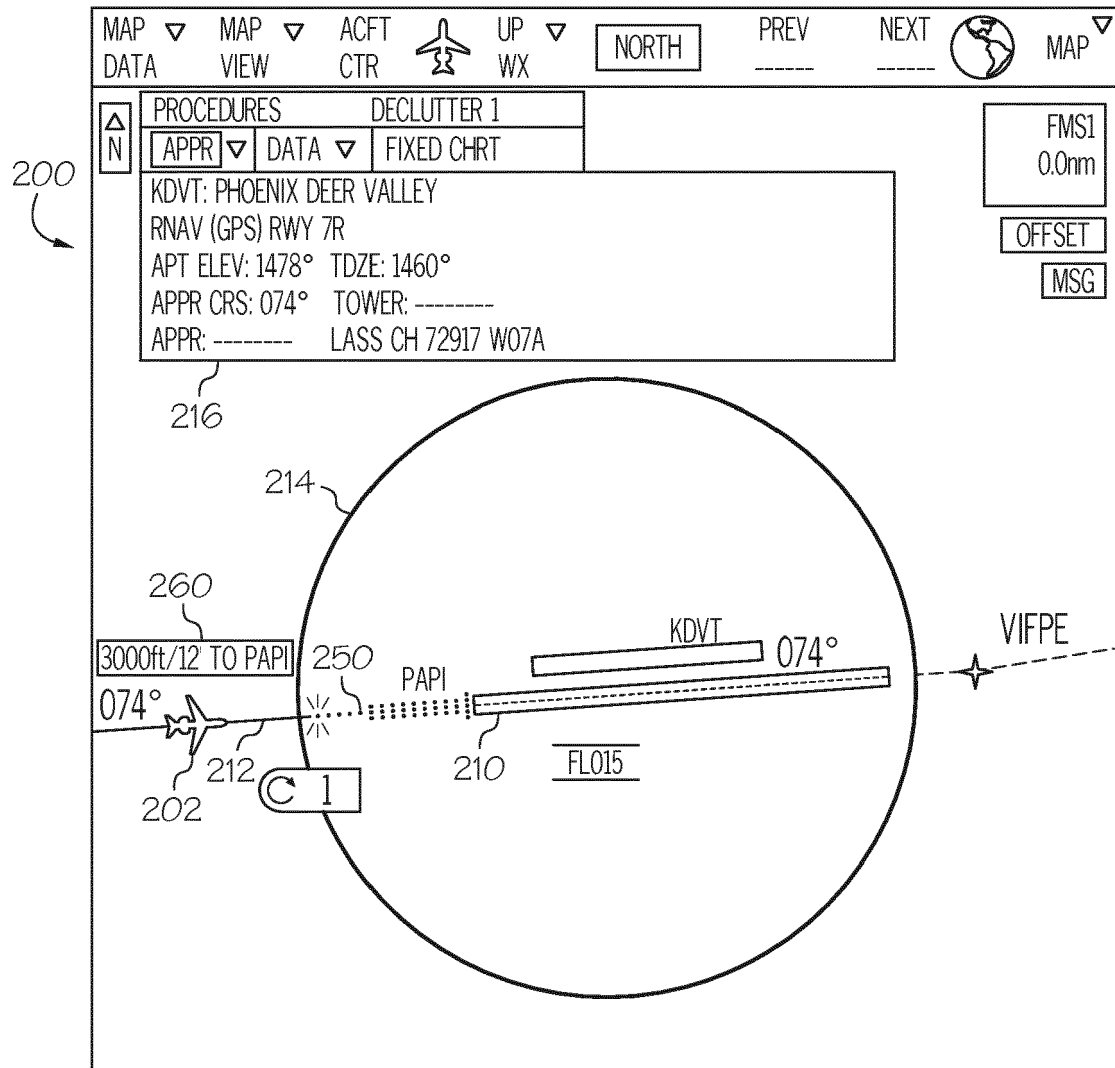 MAP MAP ACFT UP NORTH PREV NEXT MAP
DATA VIEW CTR WX ------ ------
N
PROCEDURES DECLUTTER 1
APPR DATA FIXED CHRT
KDVT: PHOENIX DEER VALLEY
RNAV (GPS) RWY 7R
APT ELEV: 1478° TDZE: 1460°
APPR CRS: 074° TOWER: --------
APPR: -------- LASS CH 72917 W07A
FMS1
0.0nm
OFFSET
MSG
200
216
214
260
3000ft/12' TO PAPI
250
PAPI
KDVT
074°
VIFPE
074°
212
202
210
FL015
1